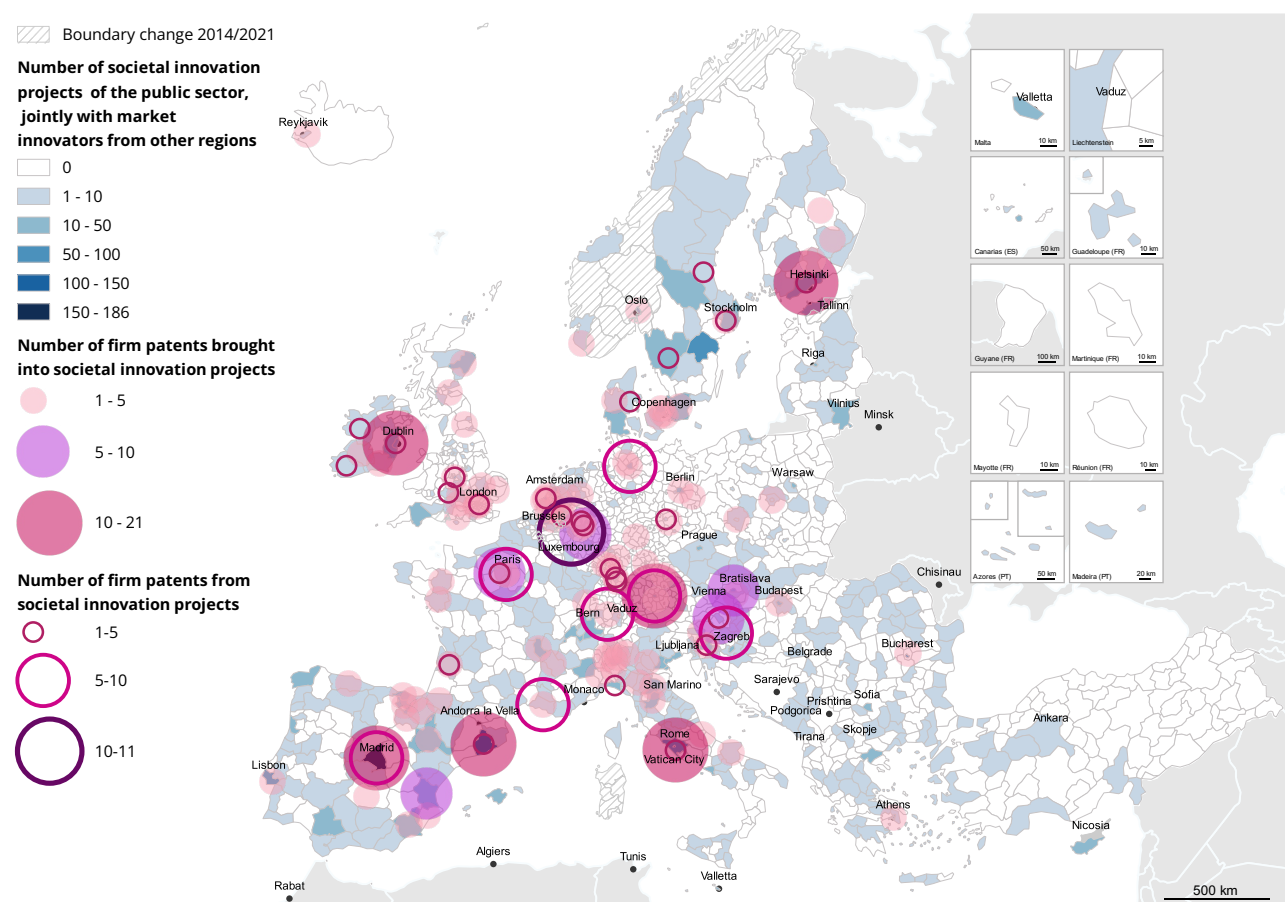 Boundary change 2014/2021
Number of societal innovation
projects of the public sector,
jointly with market
innovators from other regions
0
1 - 10
10 - 50
50 - 100
100 - 150
150 - 186
Number of firm patents brought
into societal innovation projects
1 - 5
5 - 10
10 - 21
Number of firm patents from
societal innovation projects
1-5
5-10
10-11
Reykjavik
Oslo
Stockholm
Helsinki
Tallinn
Riga
Vilnius
Minsk
Copenhagen
Dublin
London
Amsterdam
Brussels
Luxembourg
Berlin
Warsaw
Prague
Paris
Bratislava
Vienna
Budapest
Bern
Vaduz
Ljubljana
Zagreb
Chisinau
Bucharest
Belgrade
Monaco
San Marino
Sarajevo
Prishtina
Sofia
Podgorica
Skopje
Tirana
Andorra la Vella
Madrid
Lisbon
Rome
Vatican City
Ankara
Athens
Nicosia
Algiers
Tunis
Valletta
Rabat
Valletta
Malta
10 km
Vaduz
Liechtenstein
5 km
Canarias (ES)
50 km
Guadeloupe (FR)
10 km
Guyane (FR)
100 km
Martinique (FR)
10 km
Mayotte (FR)
10 km
Réunion (FR)
10 km
Azores (PT)
50 km
Madeira (PT)
20 km
500 km